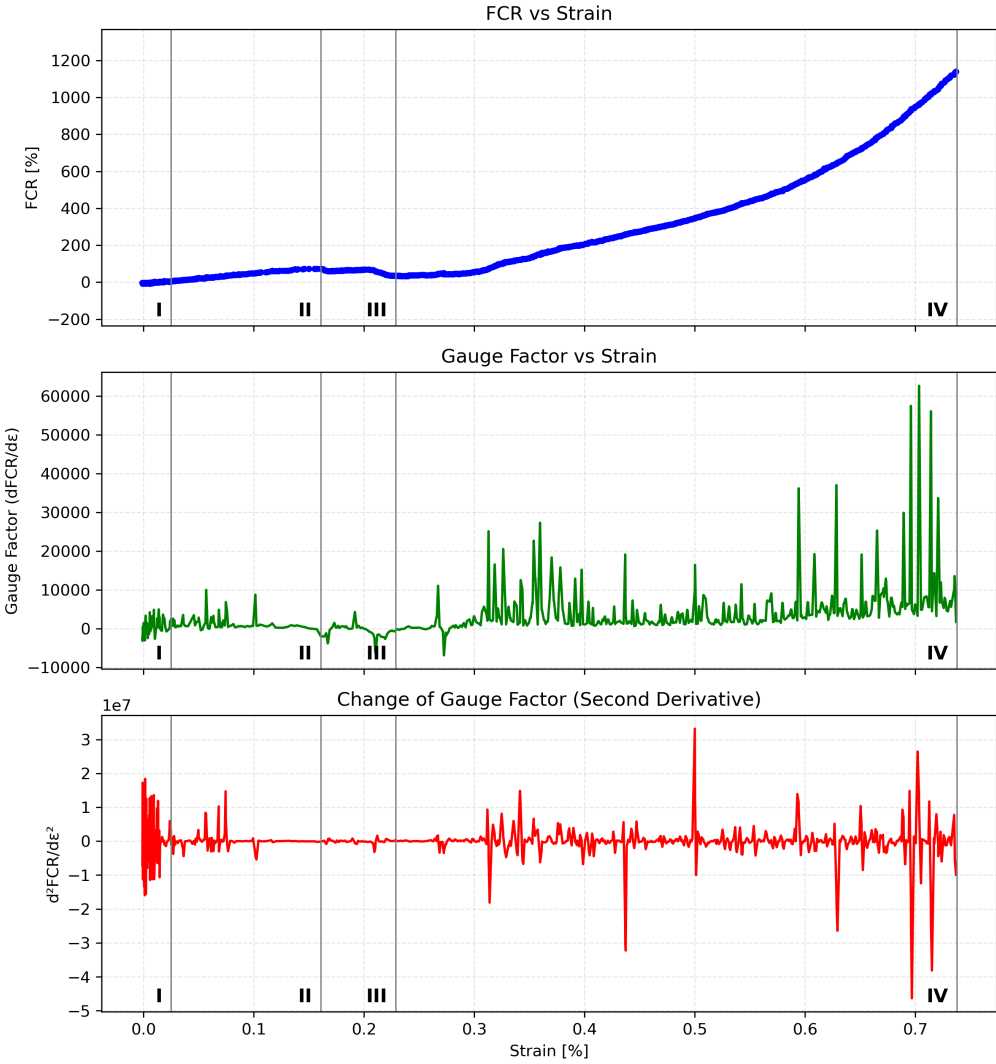 FCR vs Strain
1200
1000
800
600
400
200
0
−200
FCR [%]
I
II
III
IV
Gauge Factor vs Strain
60000
50000
40000
30000
20000
10000
0
−10000
Gauge Factor (dFCR/dε)
I
II
III
IV
Change of Gauge Factor (Second Derivative)
1e7
3
2
1
0
−1
−2
−3
−4
−5
d²FCR/dε²
I
II
III
IV
0.0 0.1 0.2 0.3 0.4 0.5 0.6 0.7
Strain [%]